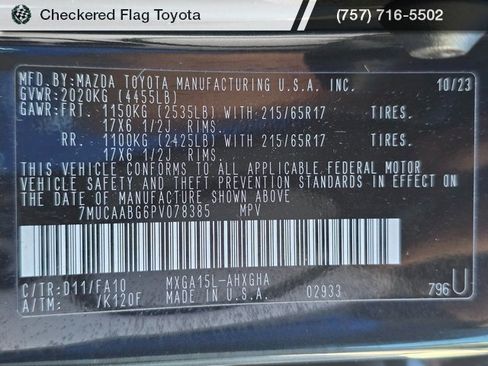 Checkered Flag Toyota (757) 716-5502
MFD.BY:MAZDA TOYOTA MANUFACTURING U.S.A. INC. 10/23
GVWR:2020KG (4455LB)
GAWR:FRT. 1150KG (2535LB) WITH 215/65R17 TIRES.
17X6 1/2J RIMS.
RR. 1100KG (2425LB) WITH 215/65R17 TIRES.
17X6 1/2J RIMS.
THIS VEHICLE CONFORMS TO ALL APPLICABLE FEDERAL MOTOR
VEHICLE SAFETY AND THEFT PREVENTION STANDARDS IN EFFECT ON
THE DATE OF MANUFACTURE SHOWN ABOVE.
7MUCAABG6PV078385 MPV
C/TR:D11/FA10 MXGA15L-AHXGHA
A/TM: /K120F MADE IN U.S.A. 02933 796U